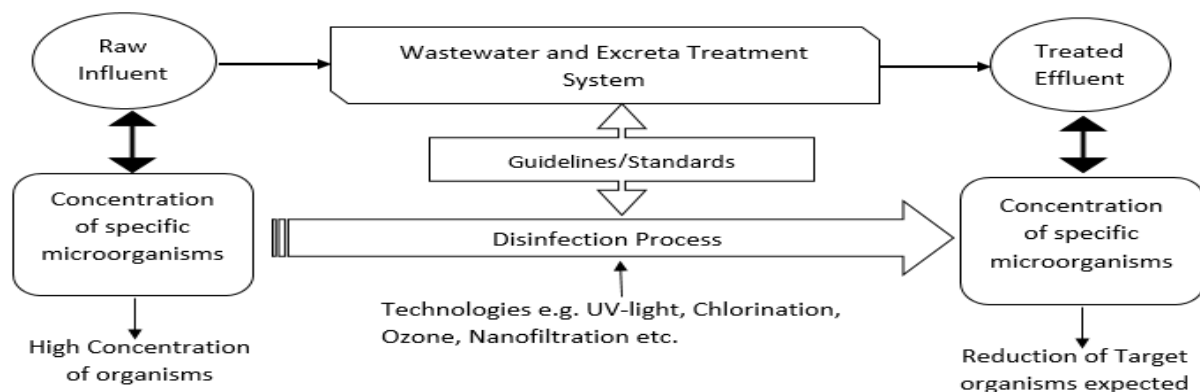 Raw
Influent
Wastewater and Excreta Treatment
System
Treated
Effluent
Guidelines/Standards
Concentration
of specific
microorganisms
Disinfection Process
Concentration
of specific
microorganisms
Technologies e.g. UV-light, Chlorination,
Ozone, Nanofiltration etc.
High Concentration
of organisms
Reduction of Target
organisms expected